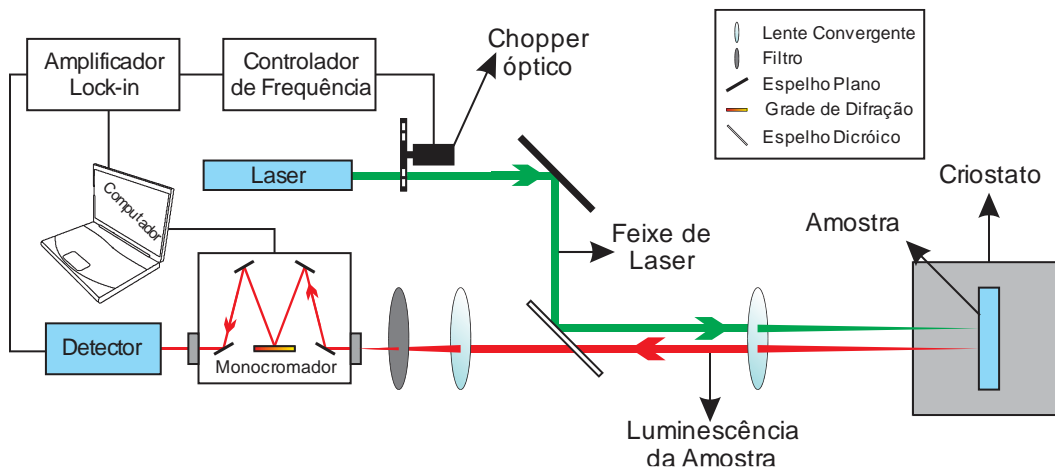 Amplificador
Lock-in
Controlador
de Frequência
Chopper
óptico
Lente Convergente
Filtro
Espelho Plano
Grade de Difração
Espelho Dicróico
Laser
Computador
Criostato
Amostra
Feixe de
Laser
Detector
Monocromador
Luminescência
da Amostra